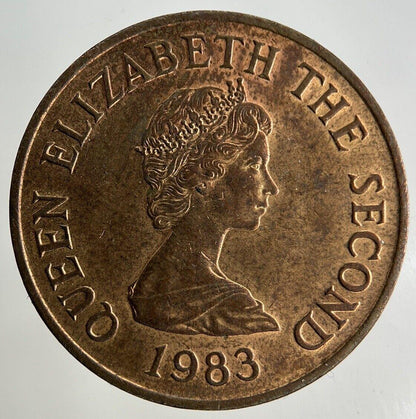 QUEEN ELIZABETH THE SECOND
1983